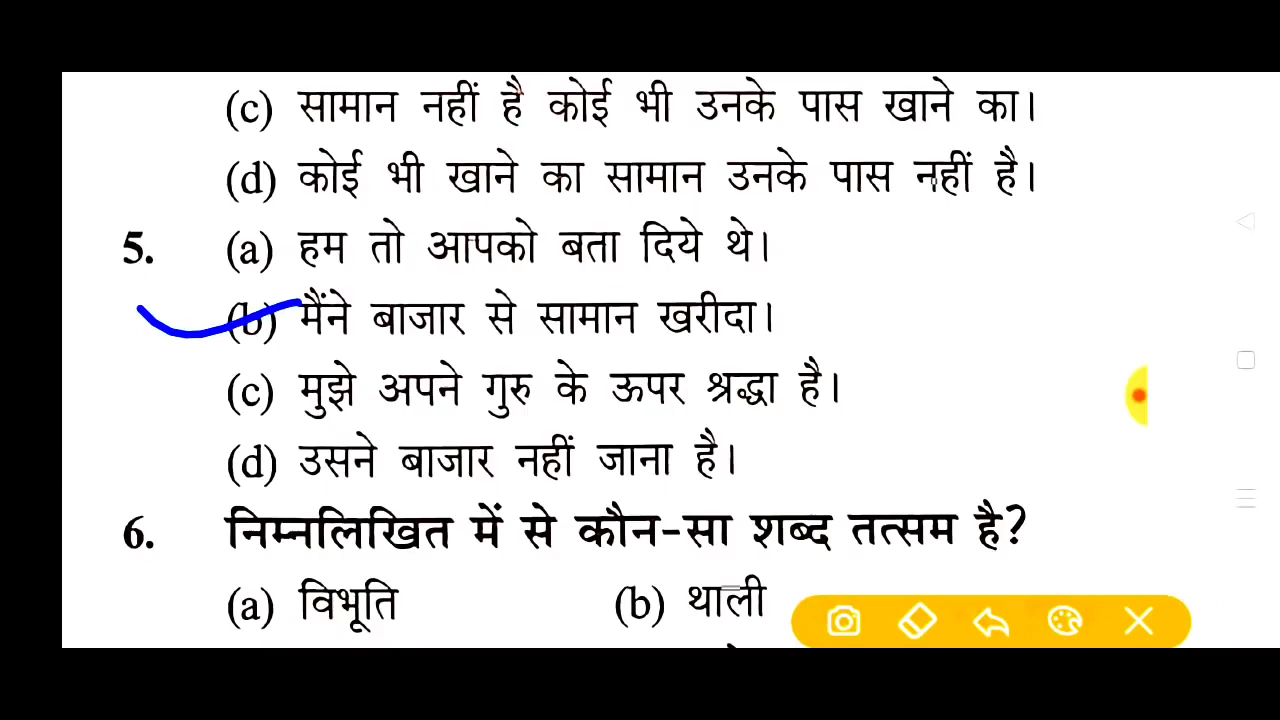 (c) सामान नहीं है कोई भी उनके पास खाने का।
(d) कोई भी खाने का सामान उनके पास नहीं है।
5. (a) हम तो आपको बता दिये थे।
(b) मैंने बाजार से सामान खरीदा।
(c) मुझे अपने गुरु के ऊपर श्रद्धा है।
(d) उसने बाजार नहीं जाना है।
6. निम्नलिखित में से कौन-सा शब्द तत्सम है?
(a) विभूति (b) थाली